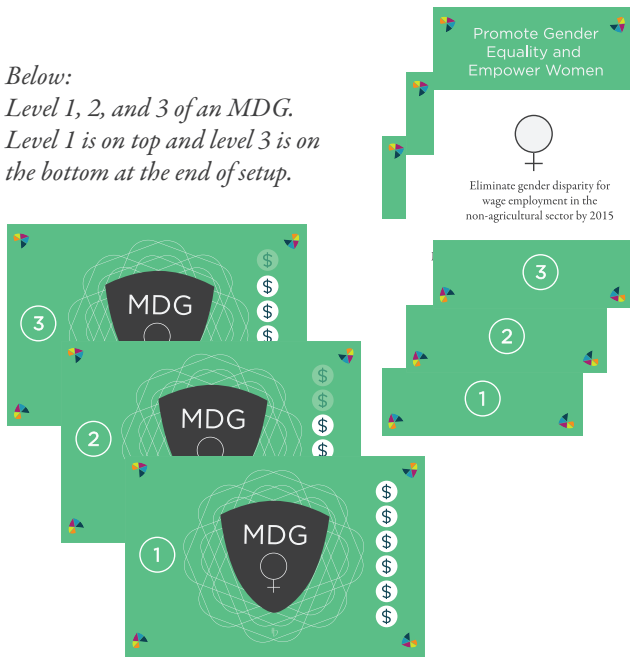 Below:
Level 1, 2, and 3 of an MDG.
Level 1 is on top and level 3 is on
the bottom at the end of setup.
Promote Gender
Equality and
Empower Women
Eliminate gender disparity for
wage employment in the
non-agricultural sector by 2015
3
2
1
3
MDG
$
$
$
$
2
MDG
$
$
$
$
1
MDG
$
$
$
$
$
$